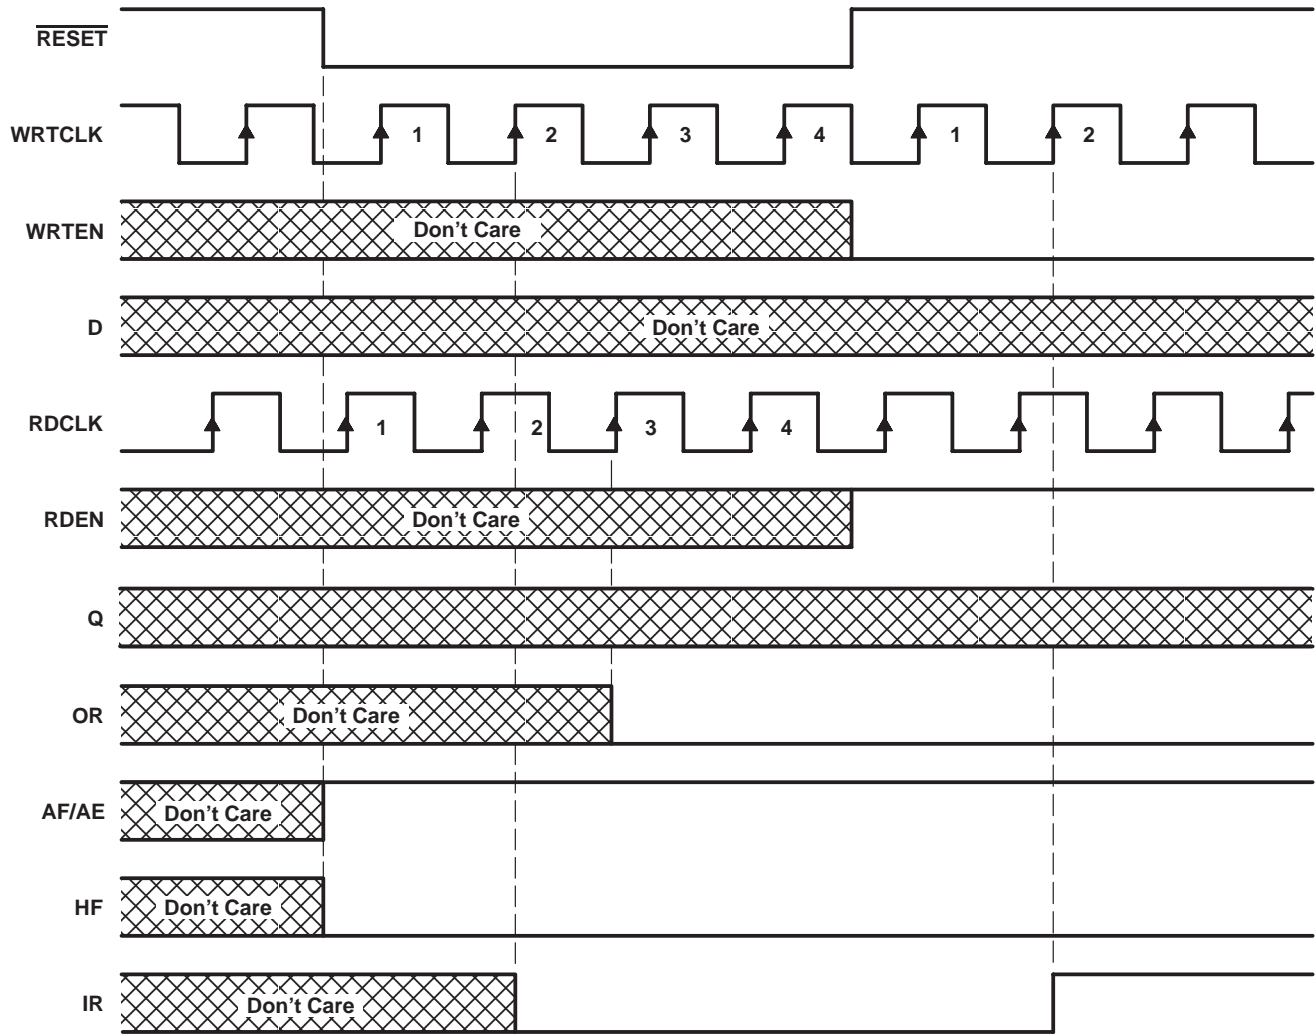 RESET
WRTCLK 1 2 3 4 1 2
WRTEN Don't Care
D Don't Care
RDCLK 1 2 3 4
RDEN Don't Care
Q
OR Don't Care
AF/AE Don't Care
HF Don't Care
IR Don't Care